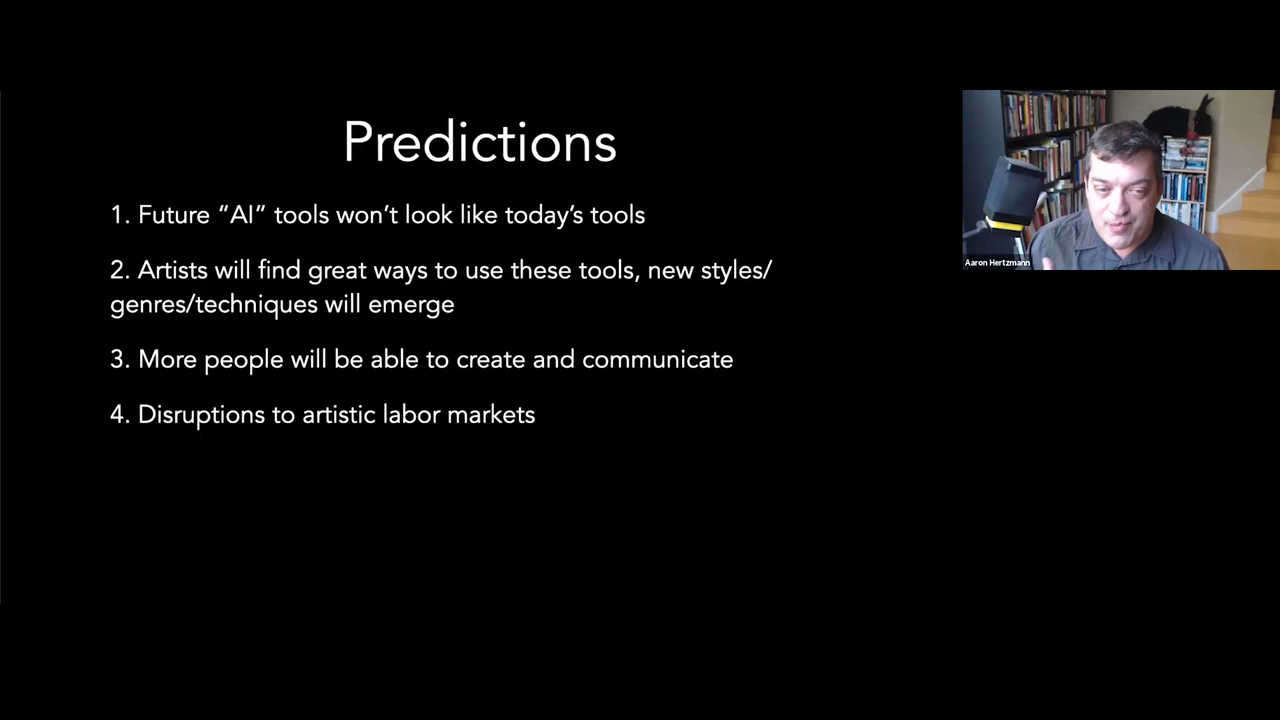 Predictions
1. Future “AI” tools won’t look like today’s tools
2. Artists will find great ways to use these tools, new styles/
genres/techniques will emerge
3. More people will be able to create and communicate
4. Disruptions to artistic labor markets
Aaron Hertzmann